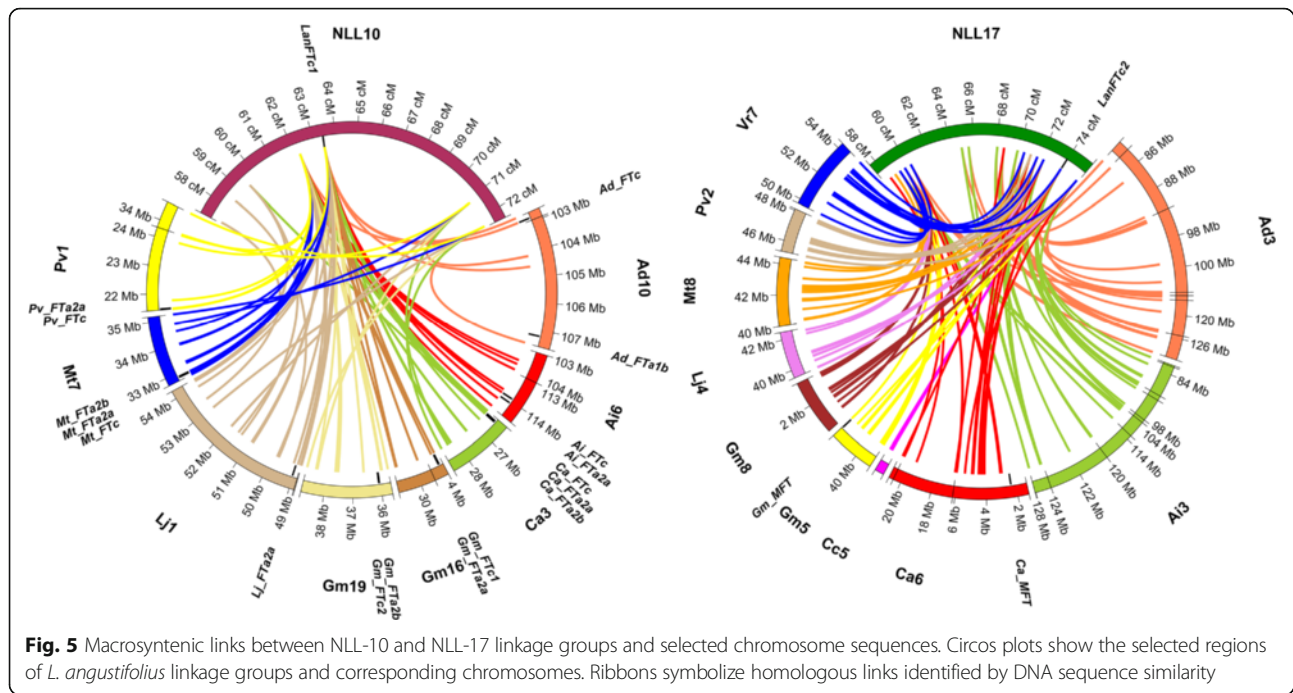 NLL10
LanFTc1
58 cM
59 cM
60 cM
61 cM
62 cM
63 cM
64 cM
65 cM
66 cM
67 cM
68 cM
69 cM
70 cM
71 cM
72 cM
Ad_FTc
103 Mb
104 Mb
105 Mb
106 Mb
107 Mb
Ad10
Ad_FTa1b
103 Mb
104 Mb
113 Mb
114 Mb
Ai6
Ai_FTc
Ai_FTa2a
Ca_FTc
Ca_FTa2a
Ca_FTa2b
27 Mb
28 Mb
Ca3
4 Mb
30 Mb
Gm16
Gm_FTc1
Gm_FTa2a
36 Mb
37 Mb
38 Mb
Gm19
Gm_FTa2b
Gm_FTc2
49 Mb
50 Mb
51 Mb
52 Mb
53 Mb
54 Mb
Lj1
Lj_FTa2a
33 Mb
34 Mb
35 Mb
Mt7
Mt_FTa2b
Mt_FTa2a
Mt_FTc
Pv_FTa2a
Pv_FTc
22 Mb
23 Mb
24 Mb
34 Mb
Pv1
NLL17
LanFTc2
58 cM
60 cM
62 cM
64 cM
66 cM
68 cM
70 cM
72 cM
74 cM
86 Mb
88 Mb
98 Mb
100 Mb
120 Mb
126 Mb
Ad3
84 Mb
98 Mb
104 Mb
114 Mb
120 Mb
122 Mb
124 Mb
128 Mb
Ai3
2 Mb
4 Mb
6 Mb
18 Mb
20 Mb
Ca6
Ca_MFT
Cc5
40 Mb
Gm5
Gm_MFT
2 Mb
Gm8
40 Mb
42 Mb
Lj4
40 Mb
42 Mb
44 Mb
Mt8
46 Mb
48 Mb
Pv2
50 Mb
52 Mb
54 Mb
Vr7
Fig. 5 Macrosyntenic links between NLL-10 and NLL-17 linkage groups and selected chromosome sequences. Circos plots show the selected regions
of L. angustifolius linkage groups and corresponding chromosomes. Ribbons symbolize homologous links identified by DNA sequence similarity